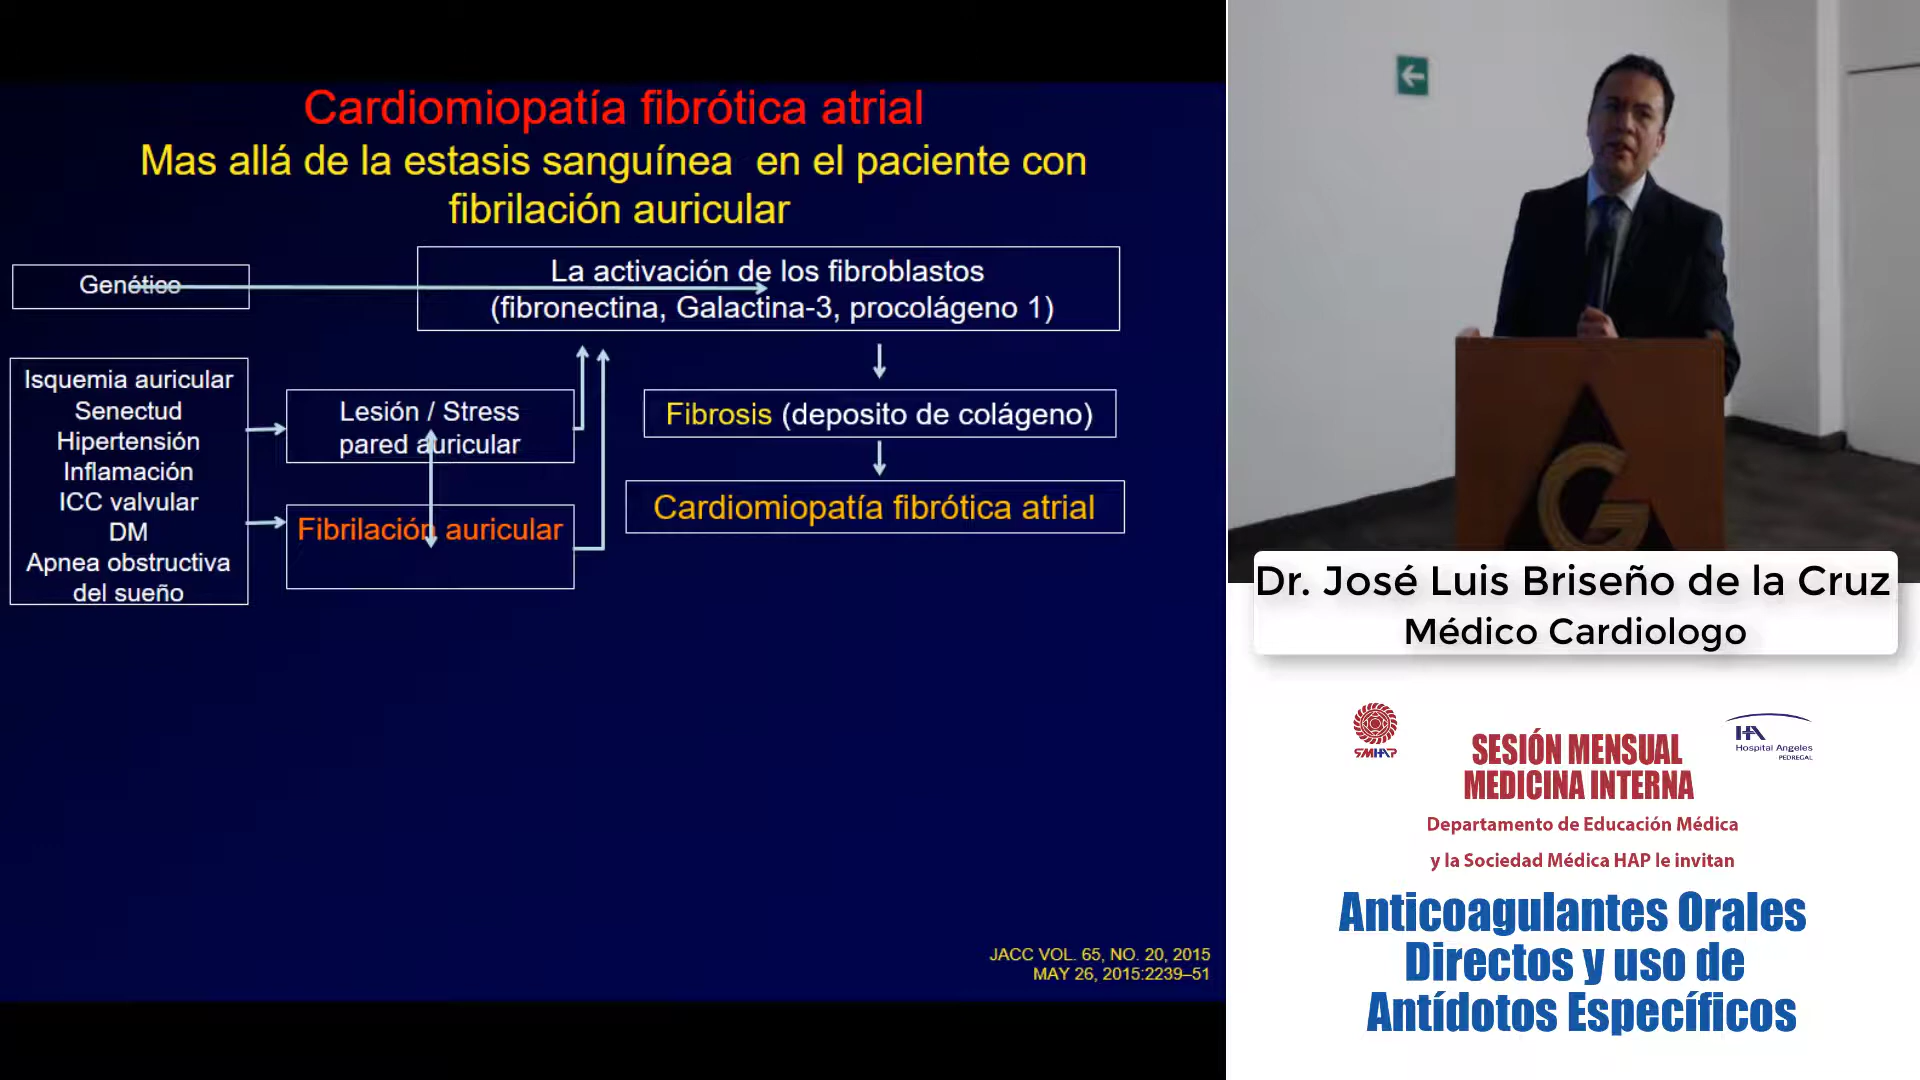 Cardiomiopatía fibrótica atrial
Mas allá de la estasis sanguínea en el paciente con
fibrilación auricular
Genético
La activación de los fibroblastos
(fibronectina, Galactina-3, procolágeno 1)
Isquemia auricular
Senectud
Hipertensión
Inflamación
ICC valvular
DM
Apnea obstructiva
del sueño
Lesión / Stress
pared auricular
Fibrilación auricular
Fibrosis (deposito de colágeno)
Cardiomiopatía fibrótica atrial
JACC VOL. 65, NO. 20, 2015
MAY 26, 2015:2239–51
G
Dr. José Luis Briseño de la Cruz
Médico Cardiologo
SMHAP
HA
Hospital Angeles
PEDREGAL
SESIÓN MENSUAL
MEDICINA INTERNA
Departamento de Educación Médica
y la Sociedad Médica HAP le invitan
Anticoagulantes Orales
Directos y uso de
Antídotos Específicos